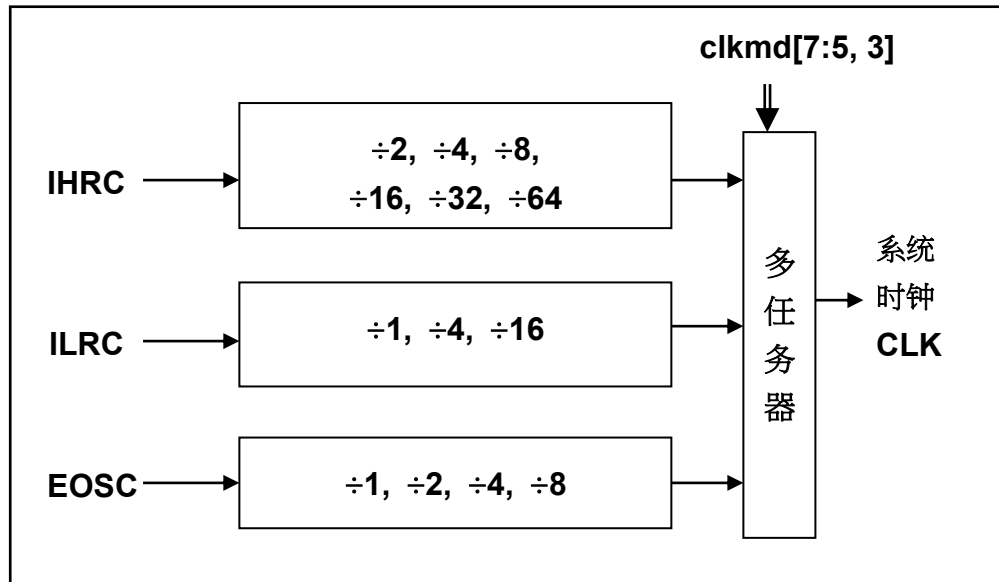 clkmd[7:5, 3]
IHRC
÷2, ÷4, ÷8,
÷16, ÷32, ÷64
ILRC
÷1, ÷4, ÷16
EOSC
÷1, ÷2, ÷4, ÷8
多
任
务
器
系统
时钟
CLK